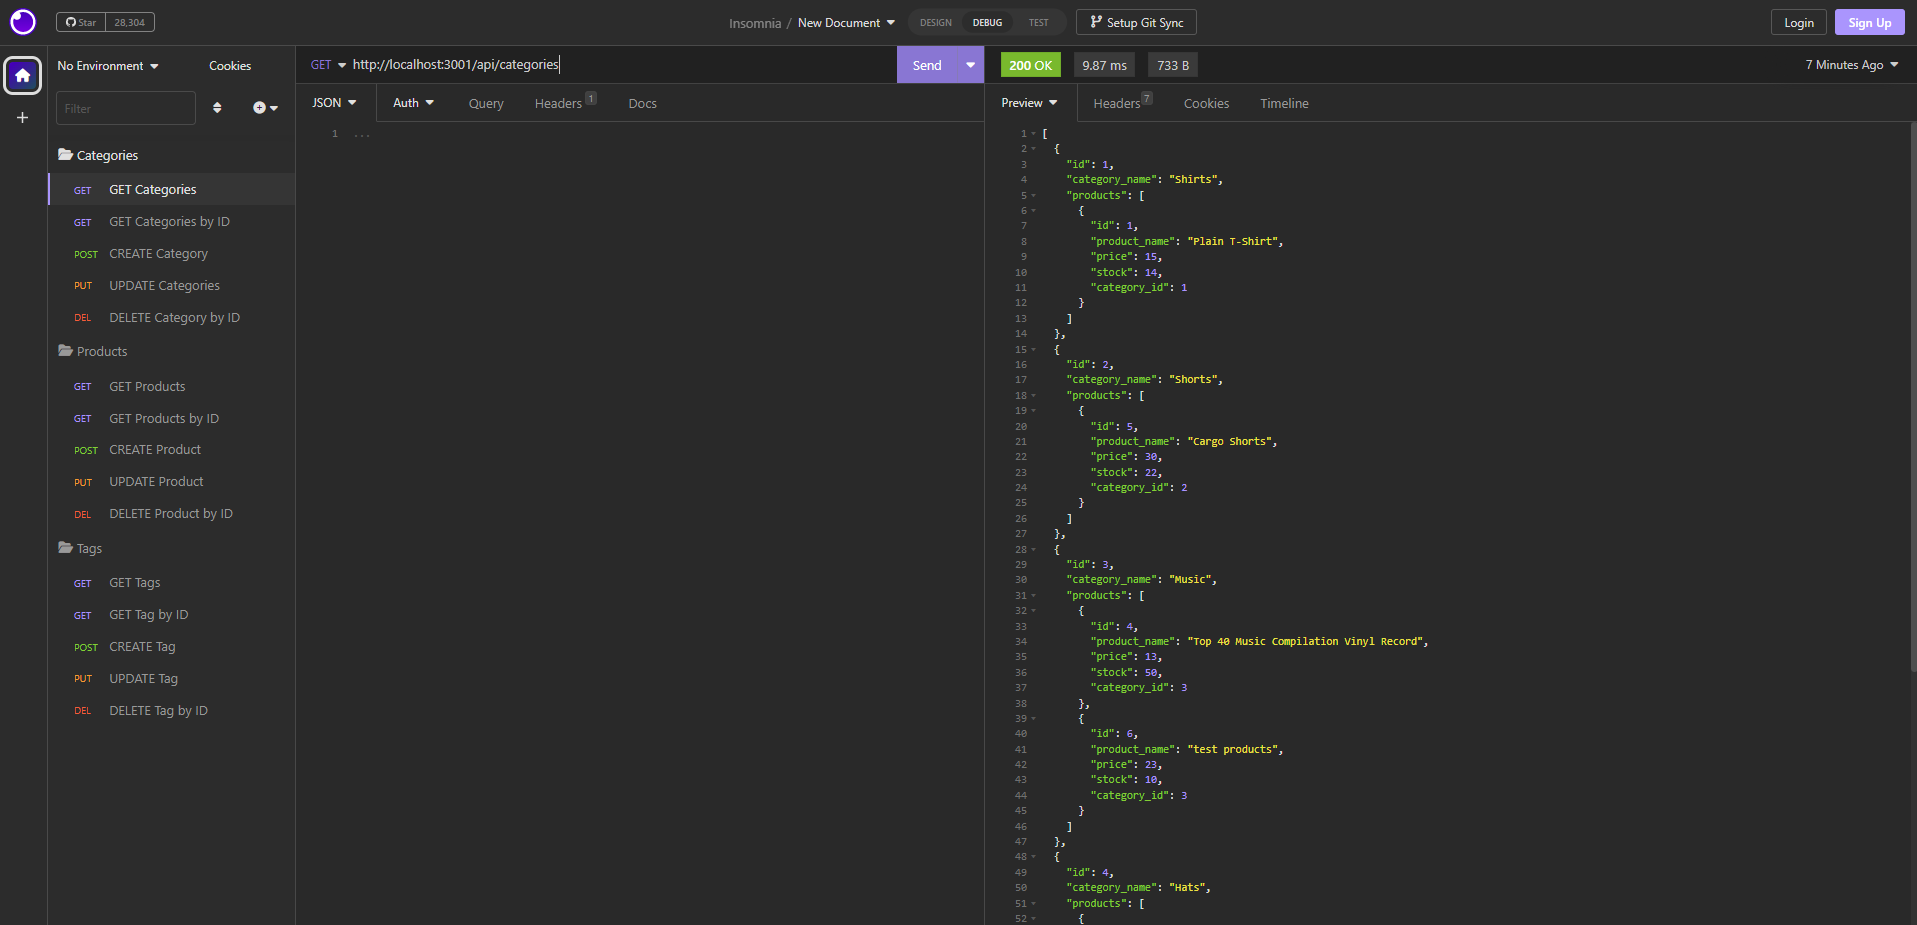 Star 28,304
Insomnia / New Document
DESIGN DEBUG TEST
Setup Git Sync
Login
Sign Up
No Environment
Cookies
Filter
Categories
GET GET Categories
GET GET Categories by ID
POST CREATE Category
PUT UPDATE Categories
DEL DELETE Category by ID
Products
GET GET Products
GET GET Products by ID
POST CREATE Product
PUT UPDATE Product
DEL DELETE Product by ID
Tags
GET GET Tags
GET GET Tag by ID
POST CREATE Tag
PUT UPDATE Tag
DEL DELETE Tag by ID
GET http://localhost:3001/api/categories
Send
JSON Auth Query Headers 1 Docs
1 ...
200 OK 9.87 ms 733 B
7 Minutes Ago
Preview Headers 7 Cookies Timeline
1 [
2 {
3 "id": 1,
4 "category_name": "Shirts",
5 "products": [
6 {
7 "id": 1,
8 "product_name": "Plain T-Shirt",
9 "price": 15,
10 "stock": 14,
11 "category_id": 1
12 }
13 ]
14 },
15 {
16 "id": 2,
17 "category_name": "Shorts",
18 "products": [
19 {
20 "id": 5,
21 "product_name": "Cargo Shorts",
22 "price": 30,
23 "stock": 22,
24 "category_id": 2
25 }
26 ]
27 },
28 {
29 "id": 3,
30 "category_name": "Music",
31 "products": [
32 {
33 "id": 4,
34 "product_name": "Top 40 Music Compilation Vinyl Record",
35 "price": 13,
36 "stock": 50,
37 "category_id": 3
38 },
39 {
40 "id": 6,
41 "product_name": "test products",
42 "price": 23,
43 "stock": 10,
44 "category_id": 3
45 }
46 ]
47 },
48 {
49 "id": 4,
50 "category_name": "Hats",
51 "products": [
52 {